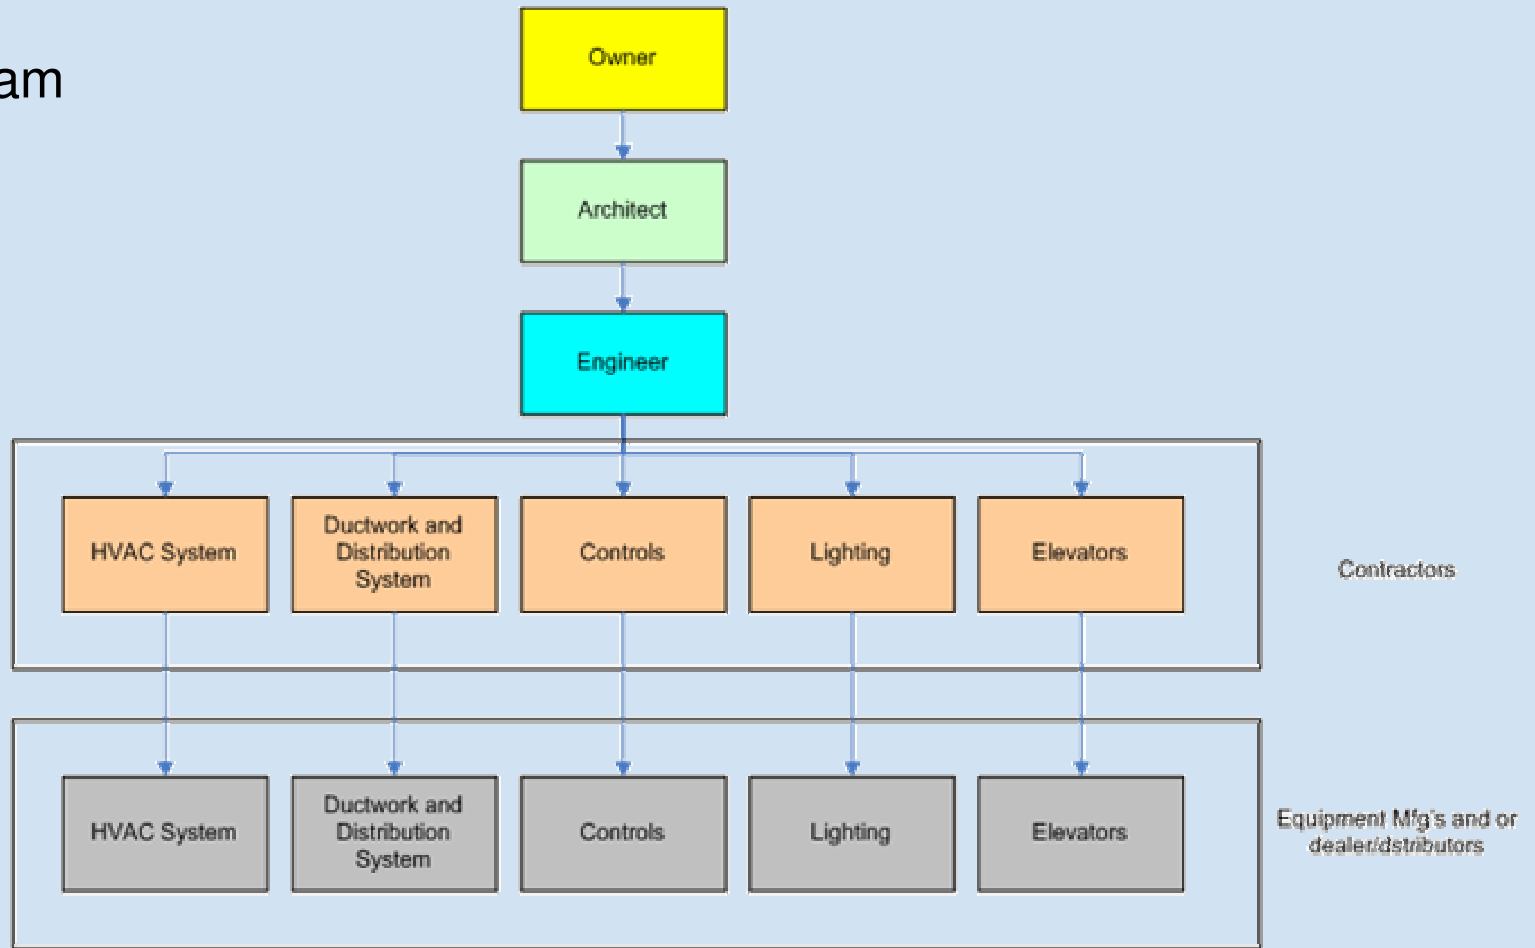 am
Owner
Architect
Engineer
HVAC System
Ductwork and
Distribution
System
Controls
Lighting
Elevators
Contractors
HVAC System
Ductwork and
Distribution
System
Controls
Lighting
Elevators
Equipment Mfg's and or
dealer/dstributors